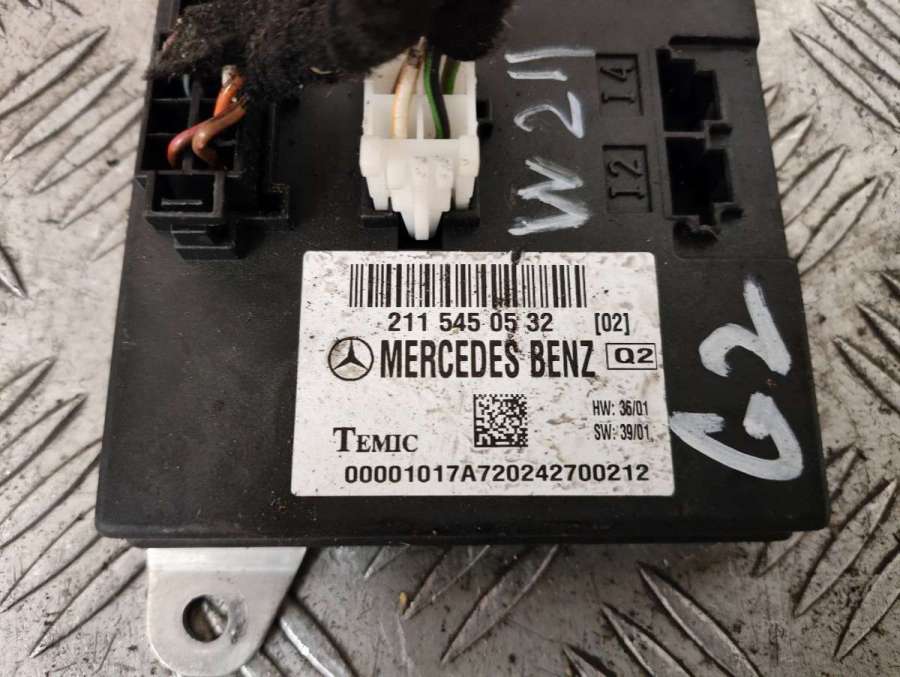 W211
I4
I2
211 545 05 32 [02]
MERCEDES BENZ Q2
HW: 36/01
TEMIC
SW: 39/01
00001017A720242700212
G2